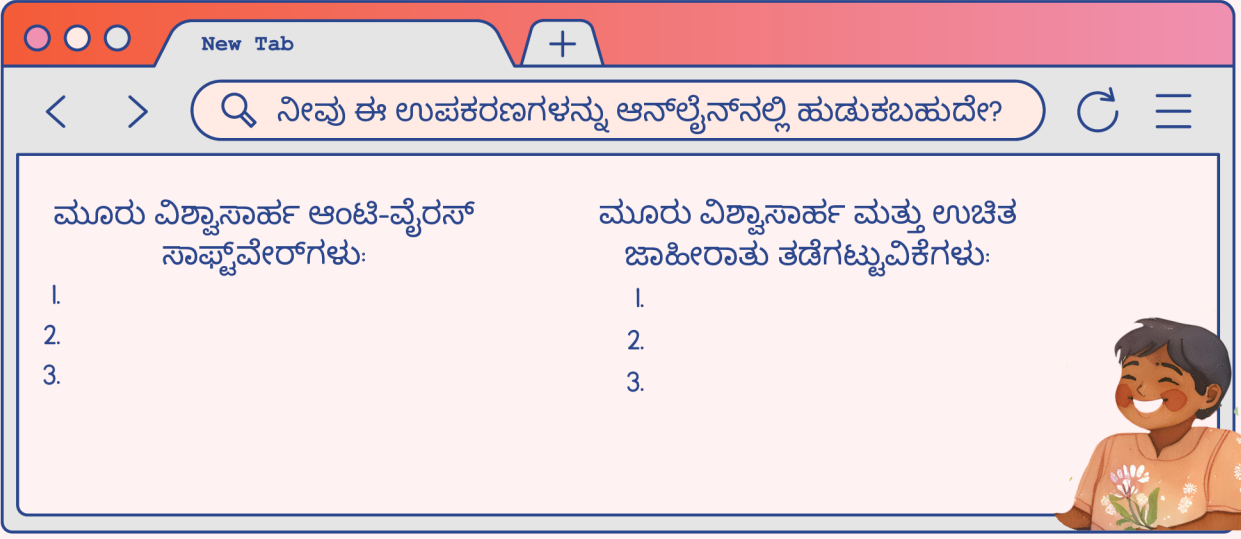 New Tab
ನೀವು ಈ ಉಪಕರಣಗಳನ್ನು ಆನ್‌ಲೈನ್‌ನಲ್ಲಿ ಹುಡುಕಬಹುದೇ?
ಮೂರು ವಿಶ್ವಾಸಾರ್ಹ ಆಂಟಿ-ವೈರಸ್
ಸಾಫ್ಟ್‌ವೇರ್‌ಗಳು:
1.
2.
3.
ಮೂರು ವಿಶ್ವಾಸಾರ್ಹ ಮತ್ತು ಉಚಿತ
ಜಾಹೀರಾತು ತಡೆಗಟ್ಟುವಿಕೆಗಳು:
1.
2.
3.